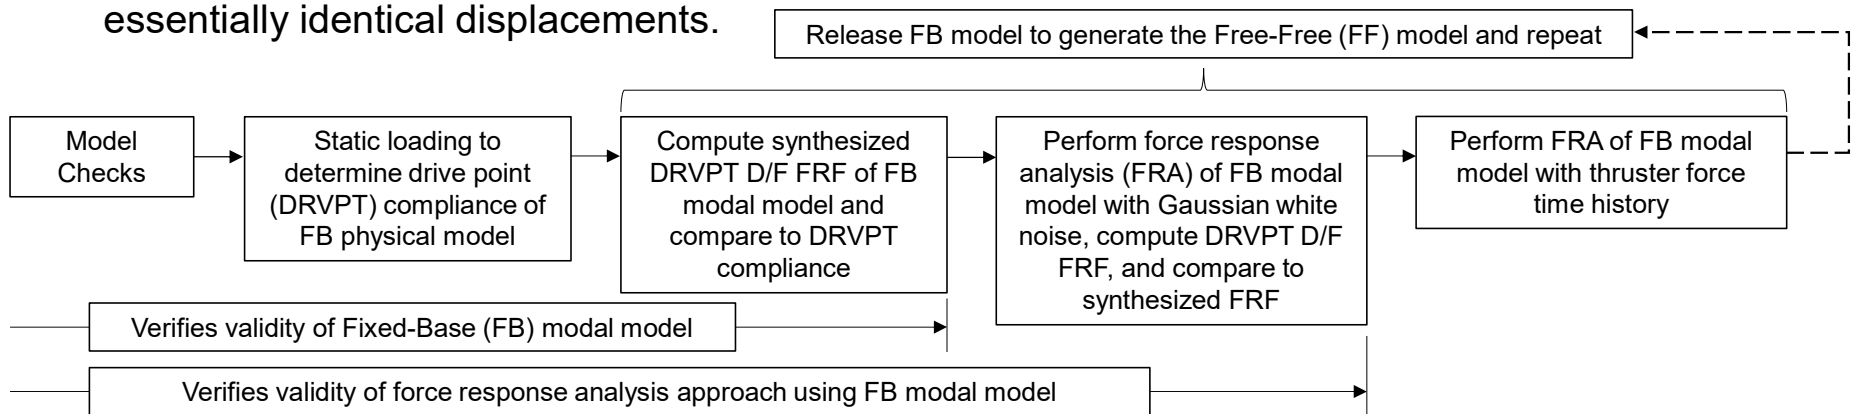 essentially identical displacements.
Release FB model to generate the Free-Free (FF) model and repeat
Model
Checks
Static loading to
determine drive point
(DRVPT) compliance of
FB physical model
Compute synthesized
DRVPT D/F FRF of FB
modal model and
compare to DRVPT
compliance
Perform force response
analysis (FRA) of FB modal
model with Gaussian white
noise, compute DRVPT D/F
FRF, and compare to
synthesized FRF
Perform FRA of FB modal
model with thruster force
time history
Verifies validity of Fixed-Base (FB) modal model
Verifies validity of force response analysis approach using FB modal model